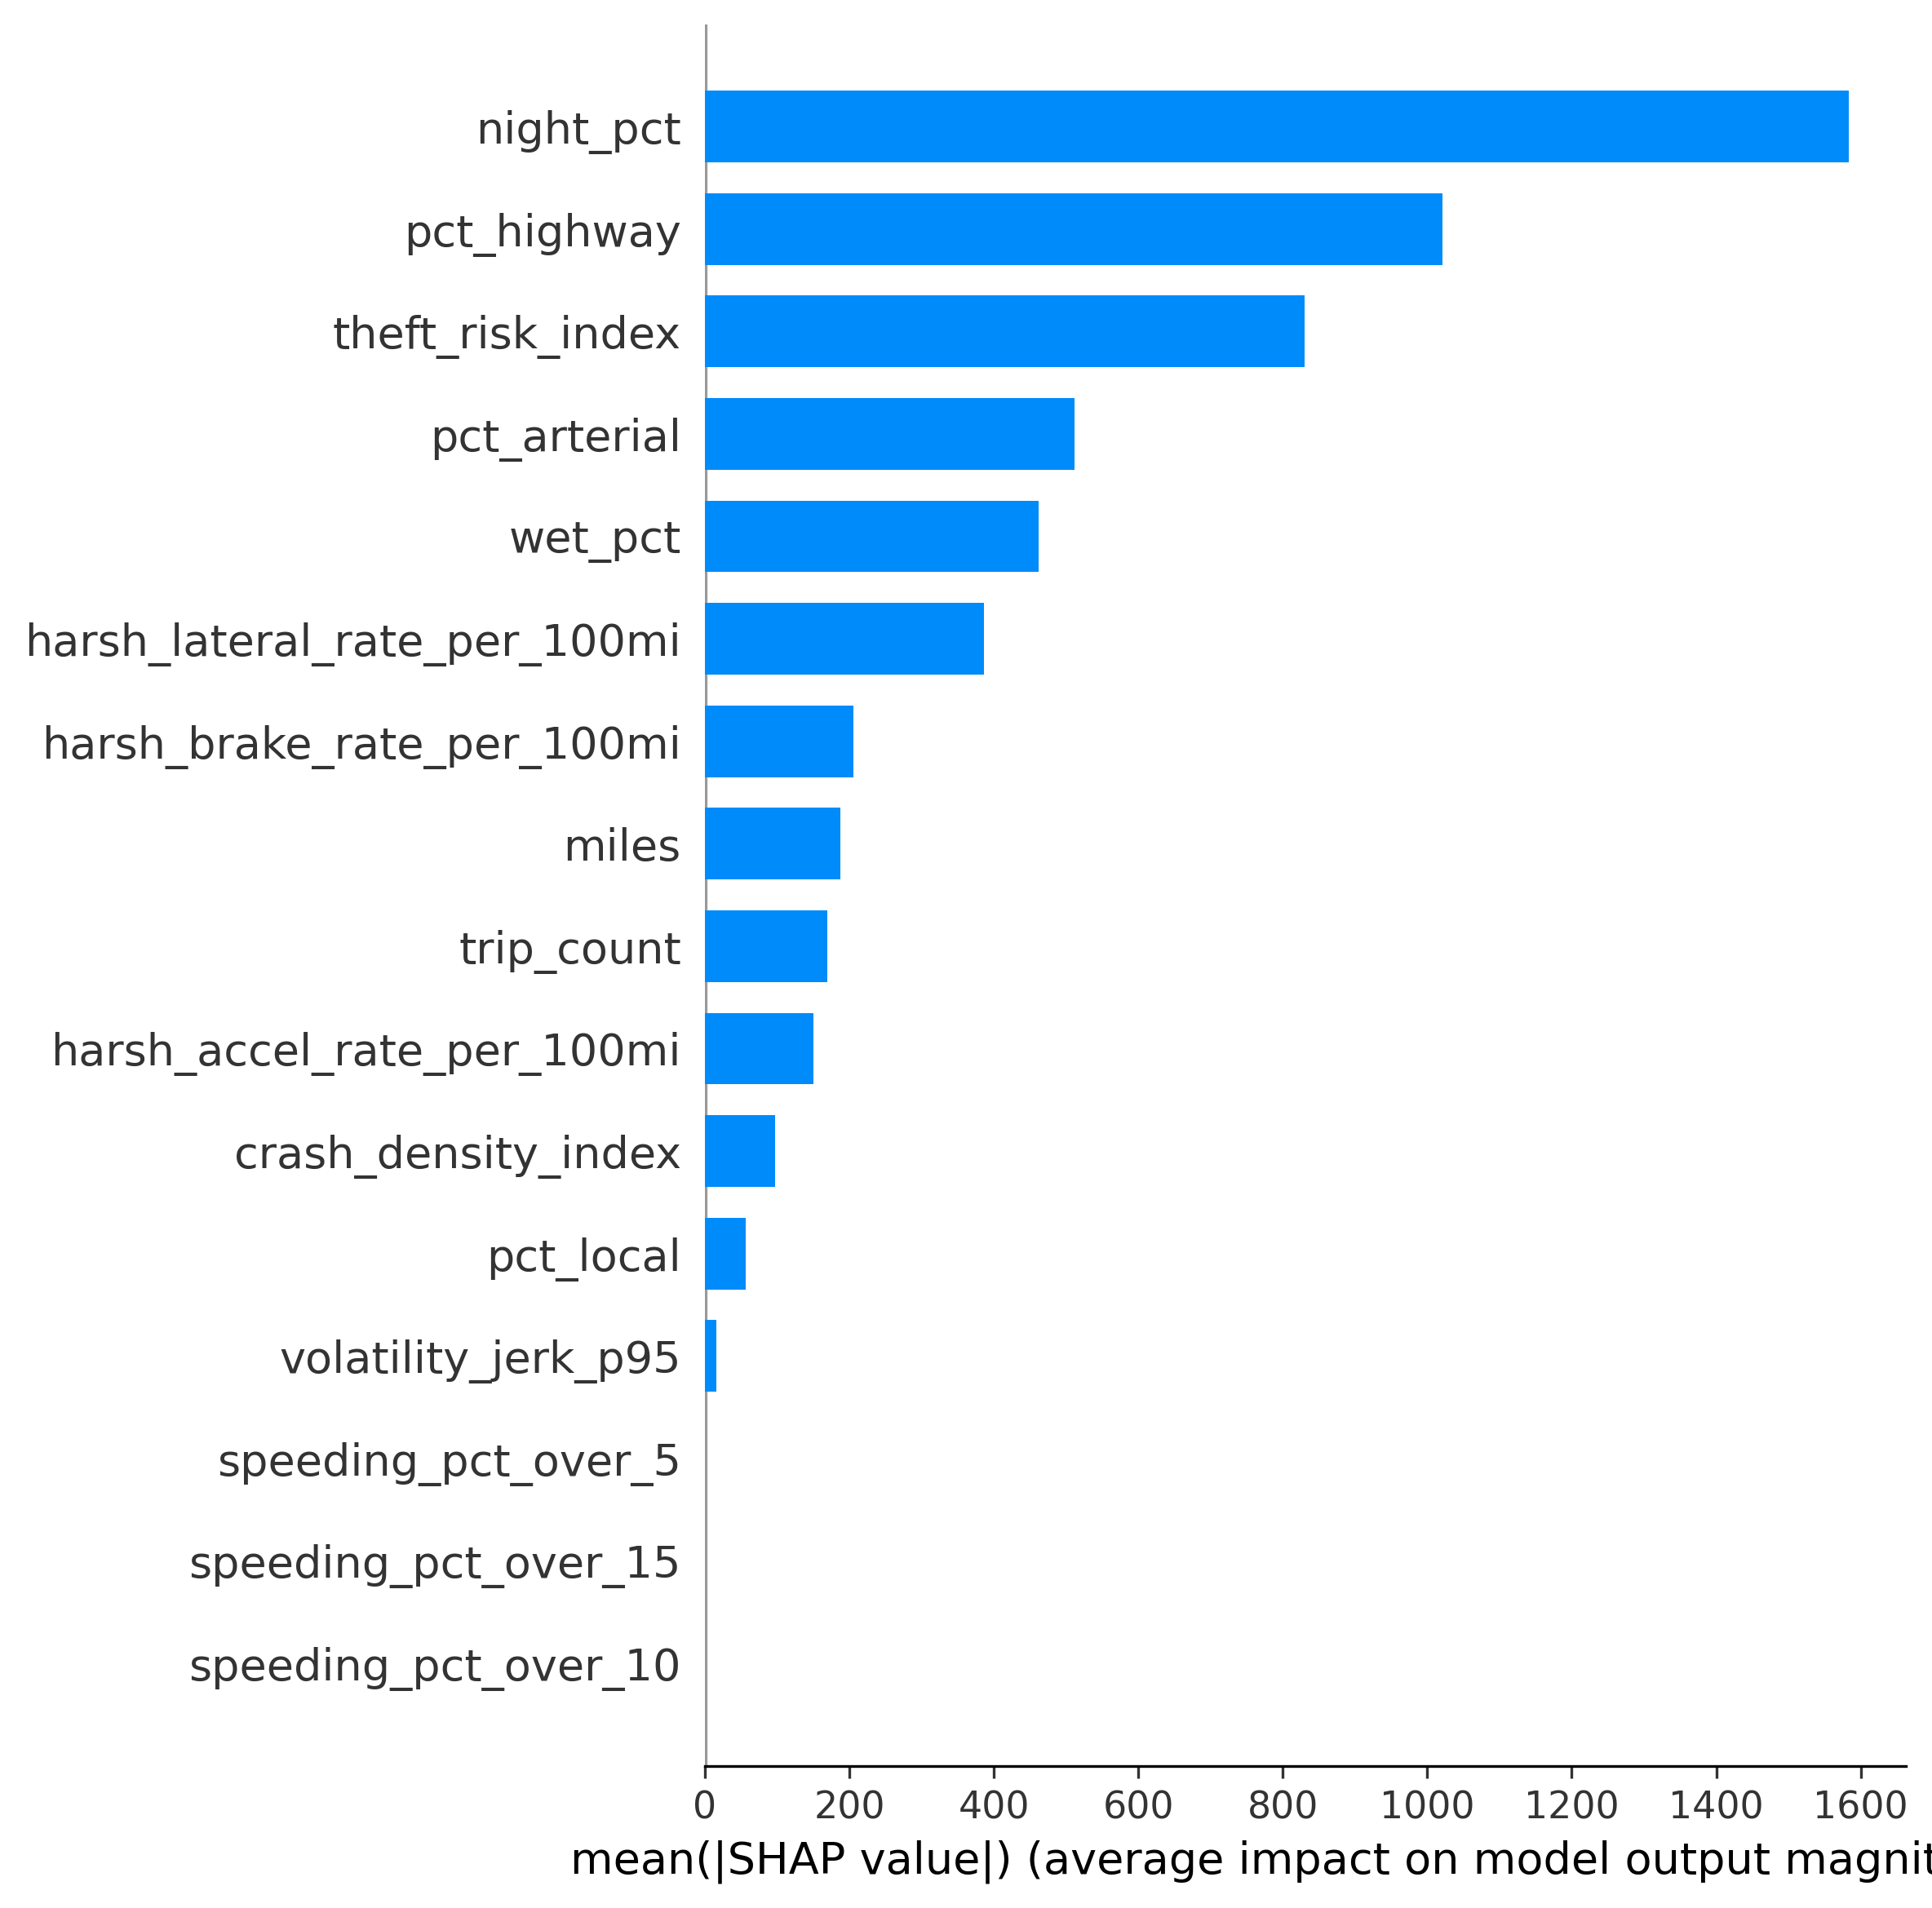 night_pct
pct_highway
theft_risk_index
pct_arterial
wet_pct
harsh_lateral_rate_per_100mi
harsh_brake_rate_per_100mi
miles
trip_count
harsh_accel_rate_per_100mi
crash_density_index
pct_local
volatility_jerk_p95
speeding_pct_over_5
speeding_pct_over_15
speeding_pct_over_10
0 200 400 600 800 1000 1200 1400 1600
mean(|SHAP value|) (average impact on model output magnit